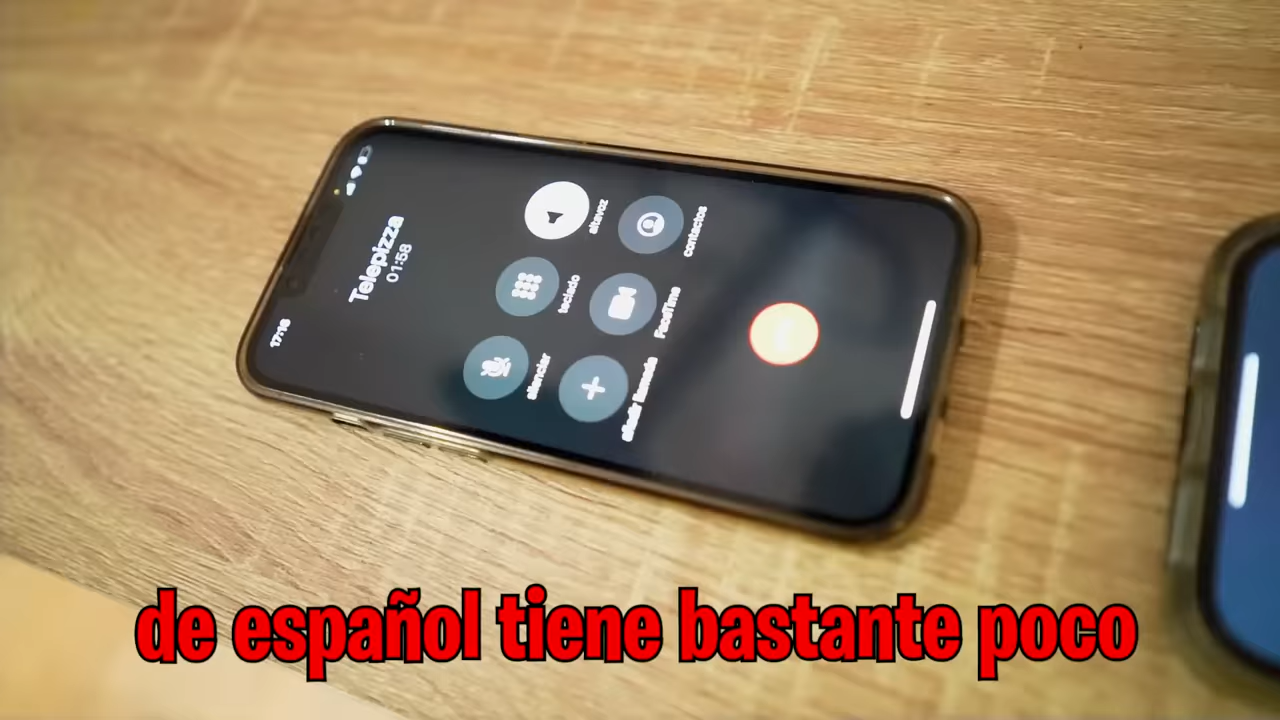 17:16
Telepizza
01:58
silenciar
teclado
altavoz
añadir llamada
FaceTime
contactos
de español tiene bastante poco